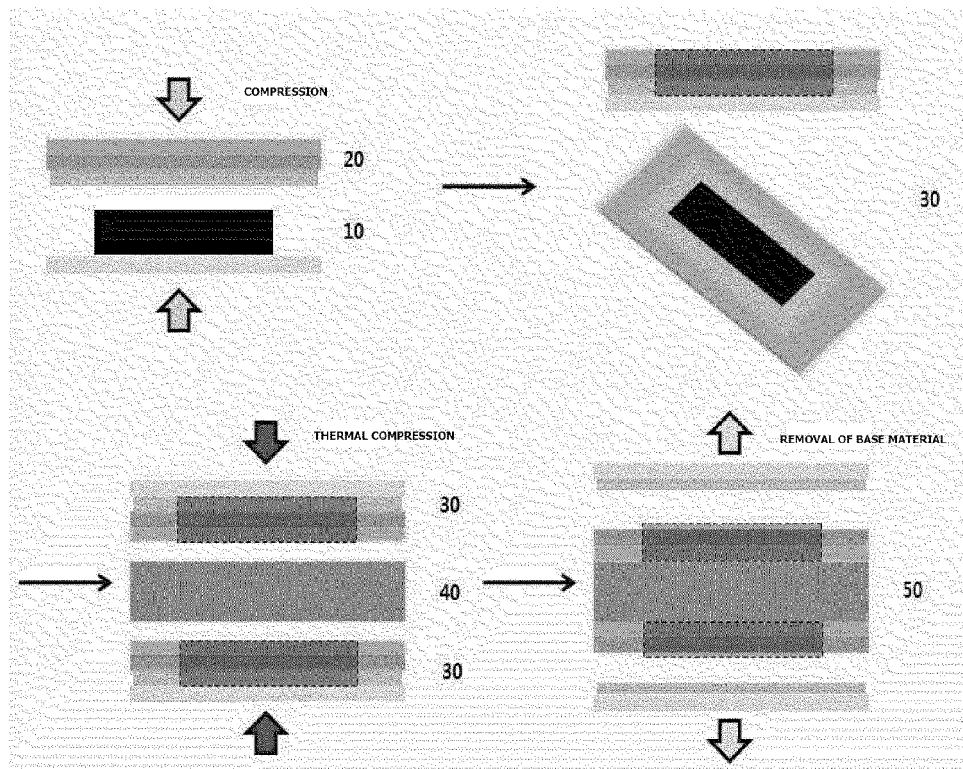 COMPRESSION
20
10
30
THERMAL COMPRESSION
30
40
30
REMOVAL OF BASE MATERIAL
50